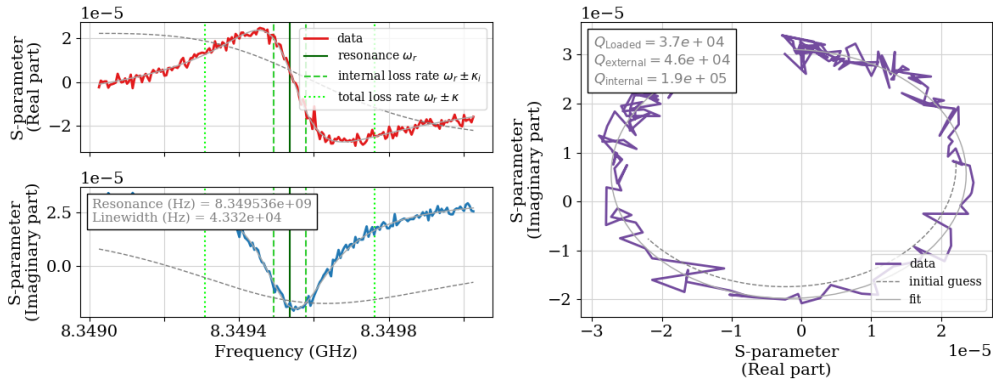 1e−5
S-parameter
(Real part)
2
0
−2
data
resonance ωr
internal loss rate ωr ± κi
total loss rate ωr ± κ
1e−5
S-parameter
(Imaginary part)
2.5
0.0
Resonance (Hz) = 8.349536e+09
Linewidth (Hz) = 4.332e+04
8.3490 8.3494 8.3498
Frequency (GHz)
1e−5
S-parameter
(Imaginary part)
3
2
1
0
−1
−2
QLoaded = 3.7e + 04
Qexternal = 4.6e + 04
Qinternal = 1.9e + 05
data
initial guess
fit
−3 −2 −1 0 1 2
1e−5
S-parameter
(Real part)